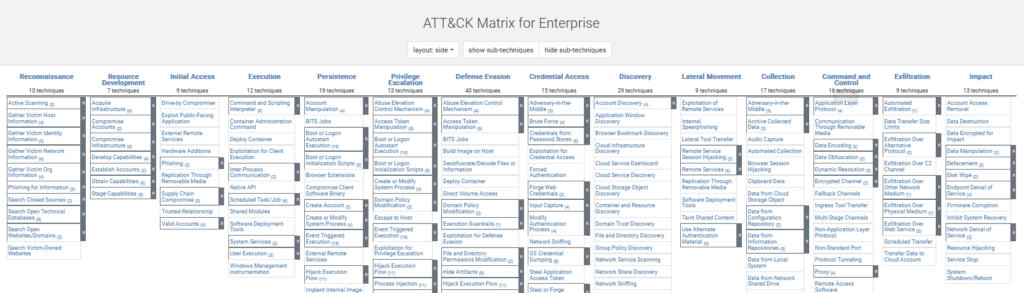 ATT&CK Matrix for Enterprise
layout: side
show sub-techniques
hide sub-techniques
Reconnaissance
10 techniques
Active Scanning (2)
Gather Victim Host
Information (4)
Gather Victim Identity
Information (3)
Gather Victim Network
Information (6)
Gather Victim Org
Information (4)
Phishing for Information (3)
Search Closed Sources (2)
Search Open Technical
Databases (5)
Search Open
Websites/Domains (2)
Search Victim-Owned
Websites
Resource
Development
7 techniques
Acquire
Infrastructure (6)
Compromise
Accounts (2)
Compromise
Infrastructure (6)
Develop Capabilities (4)
Establish Accounts (2)
Obtain Capabilities (6)
Stage Capabilities (5)
Initial Access
9 techniques
Drive-by Compromise
Exploit Public-Facing
Application
External Remote
Services
Hardware Additions
Phishing (3)
Replication Through
Removable Media
Supply Chain
Compromise (3)
Trusted Relationship
Valid Accounts (4)
Execution
12 techniques
Command and Scripting
Interpreter (8)
Container Administration
Command
Deploy Container
Exploitation for Client
Execution
Inter-Process
Communication (2)
Native API
Scheduled Task/Job (6)
Shared Modules
Software Deployment
Tools
System Services (2)
User Execution (3)
Windows Management
Instrumentation
Persistence
19 techniques
Account
Manipulation (4)
BITS Jobs
Boot or Logon
Autostart
Execution (15)
Boot or Logon
Initialization Scripts (5)
Browser Extensions
Compromise Client
Software Binary
Create Account (3)
Create or Modify
System Process (4)
Event Triggered
Execution (15)
External Remote
Services
Hijack Execution
Flow (11)
Implant Internal Image
Privilege
Escalation
13 techniques
Abuse Elevation Control
Mechanism (4)
Access Token
Manipulation (5)
Boot or Logon
Autostart
Execution (15)
Boot or Logon
Initialization Scripts (5)
Create or Modify
System Process (4)
Domain Policy
Modification (2)
Escape to Host
Event Triggered
Execution (15)
Exploitation for
Privilege Escalation
Hijack Execution
Flow (11)
Process Injection (11)
Defense Evasion
40 techniques
Abuse Elevation Control
Mechanism (4)
Access Token
Manipulation (5)
BITS Jobs
Build Image on Host
Deobfuscate/Decode Files or
Information
Deploy Container
Direct Volume Access
Domain Policy
Modification (2)
Execution Guardrails (1)
Exploitation for Defense
Evasion
File and Directory
Permissions Modification (2)
Hide Artifacts (9)
Hijack Execution Flow (11)
Credential Access
15 techniques
Adversary-in-the-
Middle (2)
Brute Force (4)
Credentials from
Password Stores (5)
Exploitation for
Credential Access
Forced
Authentication
Forge Web
Credentials (2)
Input Capture (4)
Modify
Authentication
Process (4)
Network Sniffing
OS Credential
Dumping (8)
Steal Application
Access Token
Steal or Forge
Discovery
29 techniques
Account Discovery (4)
Application Window
Discovery
Browser Bookmark Discovery
Cloud Infrastructure
Discovery
Cloud Service Dashboard
Cloud Service Discovery
Cloud Storage Object
Discovery
Container and Resource
Discovery
Domain Trust Discovery
File and Directory Discovery
Group Policy Discovery
Network Service Scanning
Network Share Discovery
Network Sniffing
Lateral Movement
9 techniques
Exploitation of
Remote Services
Internal
Spearphishing
Lateral Tool Transfer
Remote Service
Session Hijacking (2)
Remote Services (6)
Replication Through
Removable Media
Software Deployment
Tools
Taint Shared Content
Use Alternate
Authentication
Material (4)
Collection
17 techniques
Adversary-in-the-
Middle (2)
Archive Collected
Data (3)
Audio Capture
Automated Collection
Browser Session
Hijacking
Clipboard Data
Data from Cloud
Storage Object
Data from
Configuration
Repository (2)
Data from
Information
Repositories (3)
Data from Local
System
Data from Network
Shared Drive
Command and
Control
16 techniques
Application Layer
Protocol (4)
Communication
Through Removable
Media
Data Encoding (2)
Data Obfuscation (3)
Dynamic Resolution (3)
Encrypted Channel (2)
Fallback Channels
Ingress Tool Transfer
Multi-Stage Channels
Non-Application Layer
Protocol
Non-Standard Port
Protocol Tunneling
Proxy (4)
Remote Access
Software
Exfiltration
9 techniques
Automated
Exfiltration (1)
Data Transfer Size
Limits
Exfiltration Over
Alternative
Protocol (3)
Exfiltration Over C2
Channel
Exfiltration Over
Other Network
Medium (1)
Exfiltration Over
Physical Medium (1)
Exfiltration Over
Web Service (2)
Scheduled Transfer
Transfer Data to
Cloud Account
Impact
13 techniques
Account Access
Removal
Data Destruction
Data Encrypted for
Impact
Data Manipulation (3)
Defacement (2)
Disk Wipe (2)
Endpoint Denial of
Service (4)
Firmware Corruption
Inhibit System Recovery
Network Denial of
Service (2)
Resource Hijacking
Service Stop
System
Shutdown/Reboot